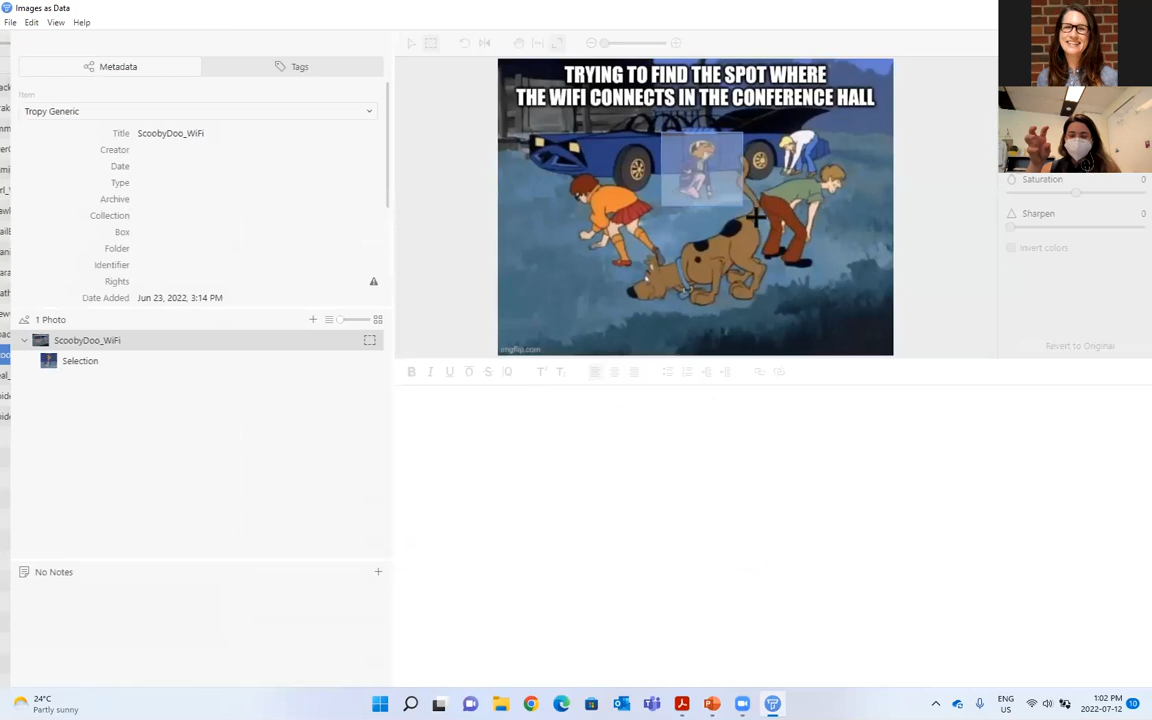 Images as Data
File Edit View Help
Metadata
Tags
Item
Tropy Generic
Title ScoobyDoo_WiFi
Creator
Date
Type
Archive
Collection
Box
Folder
Identifier
Rights
Date Added Jun 23, 2022, 3:14 PM
1 Photo
ScoobyDoo_WiFi
Selection
No Notes
TRYING TO FIND THE SPOT WHERE
THE WIFI CONNECTS IN THE CONFERENCE HALL
imgflip.com
Saturation 0
Sharpen 0
Invert colors
Revert to Original
B I U O S Q T T
24°C
Partly sunny
ENG
US
1:02 PM
2022-07-12
10